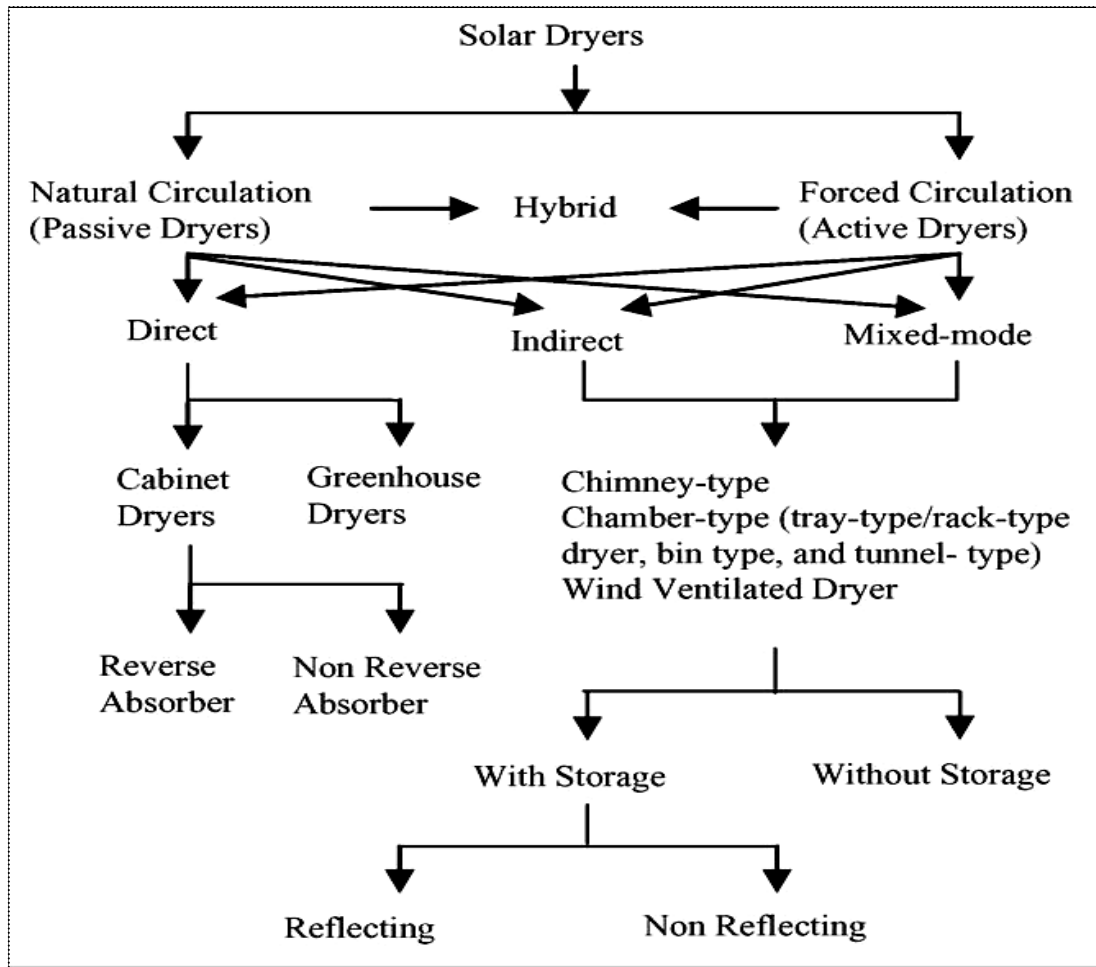 Solar Dryers
Natural Circulation
(Passive Dryers)
Hybrid
Forced Circulation
(Active Dryers)
Direct
Indirect
Mixed-mode
Cabinet
Dryers
Greenhouse
Dryers
Chimney-type
Chamber-type (tray-type/rack-type
dryer, bin type, and tunnel- type)
Wind Ventilated Dryer
Reverse
Absorber
Non Reverse
Absorber
With Storage
Without Storage
Reflecting
Non Reflecting